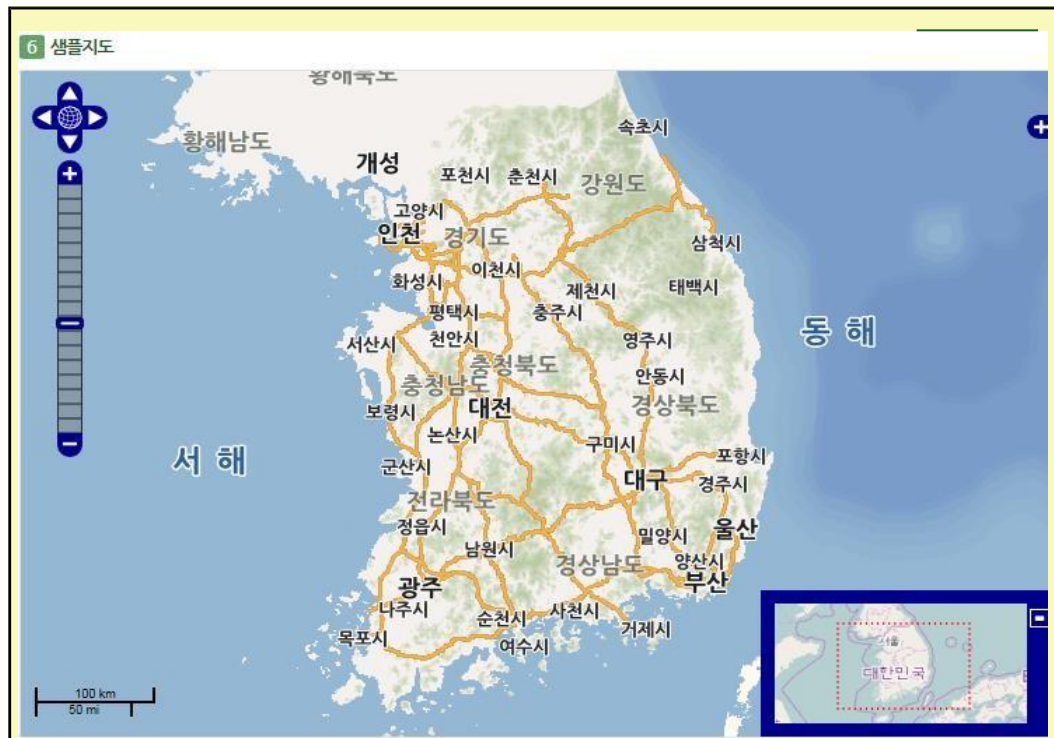 6 샘플지도
황해북도
속초시
황해남도
개성
포천시 춘천시
강원도
고양시
인천 경기도
삼척시
이천시
화성시
제천시 태백시
평택시 충주시
서산시 천안시 영주시
동해
충청북도
안동시
충청남도
보령시 대전 경상북도
논산시 구미시
서해
군산시 포항시
대구 경주시
전라북도
정읍시 울산
밀양시
남원시
경상남도 양산시
광주 부산
나주시 순천시 사천시
거제시
목포시 여수시
서울
대한민국
100 km
50 mi